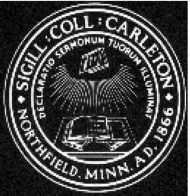 SIGILL : COLL : CARLETON
NORTHFIELD. MINN. A.D. 1866
DECLARATIO SERMONUM TUORUM ILLUMINAT